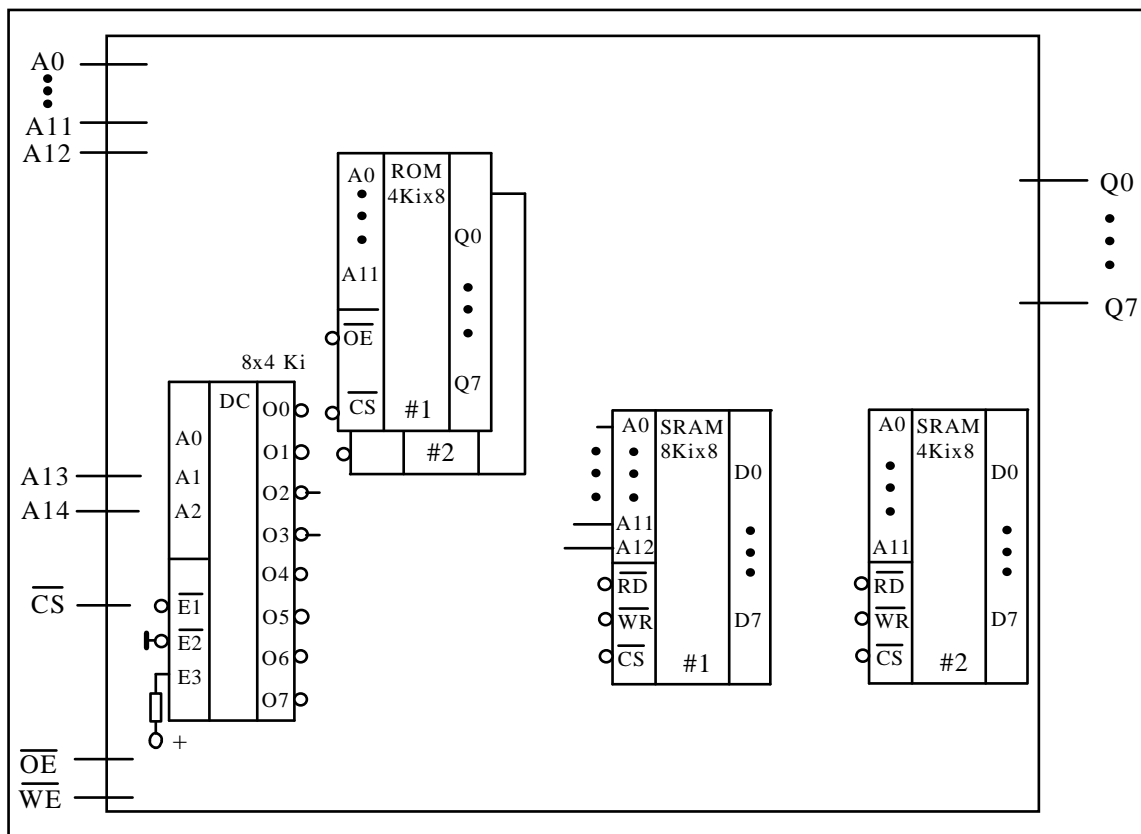 A0
A11
A12
A13
A14
CS
OE
WE
8x4 Ki
DC
A0
A1
A2
E1
E2
E3
+
O0
O1
O2
O3
O4
O5
O6
O7
ROM
4Kix8
A0
A11
OE
CS
Q0
Q7
#1
#2
SRAM
8Kix8
A0
A11
A12
RD
WR
CS
D0
D7
#1
SRAM
4Kix8
A0
A11
RD
WR
CS
D0
D7
#2
Q0
Q7